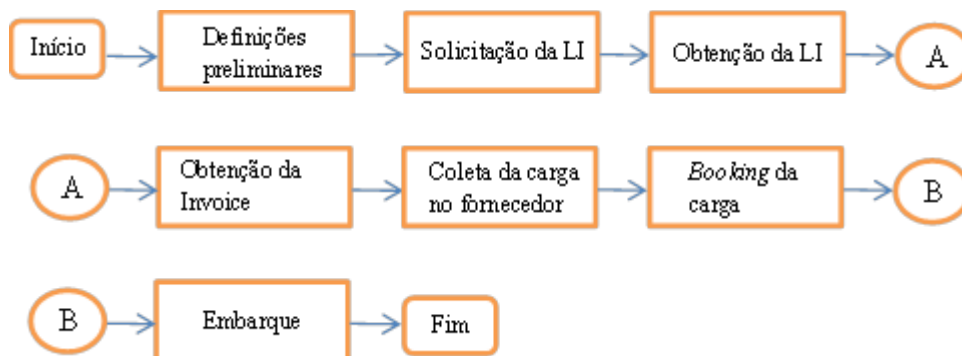 Início
Definições
preliminares
Solicitação da LI
Obtenção da LI
A
A
Obtenção da
Invoice
Coleta da carga
no fornecedor
Booking da
carga
B
B
Embarque
Fim